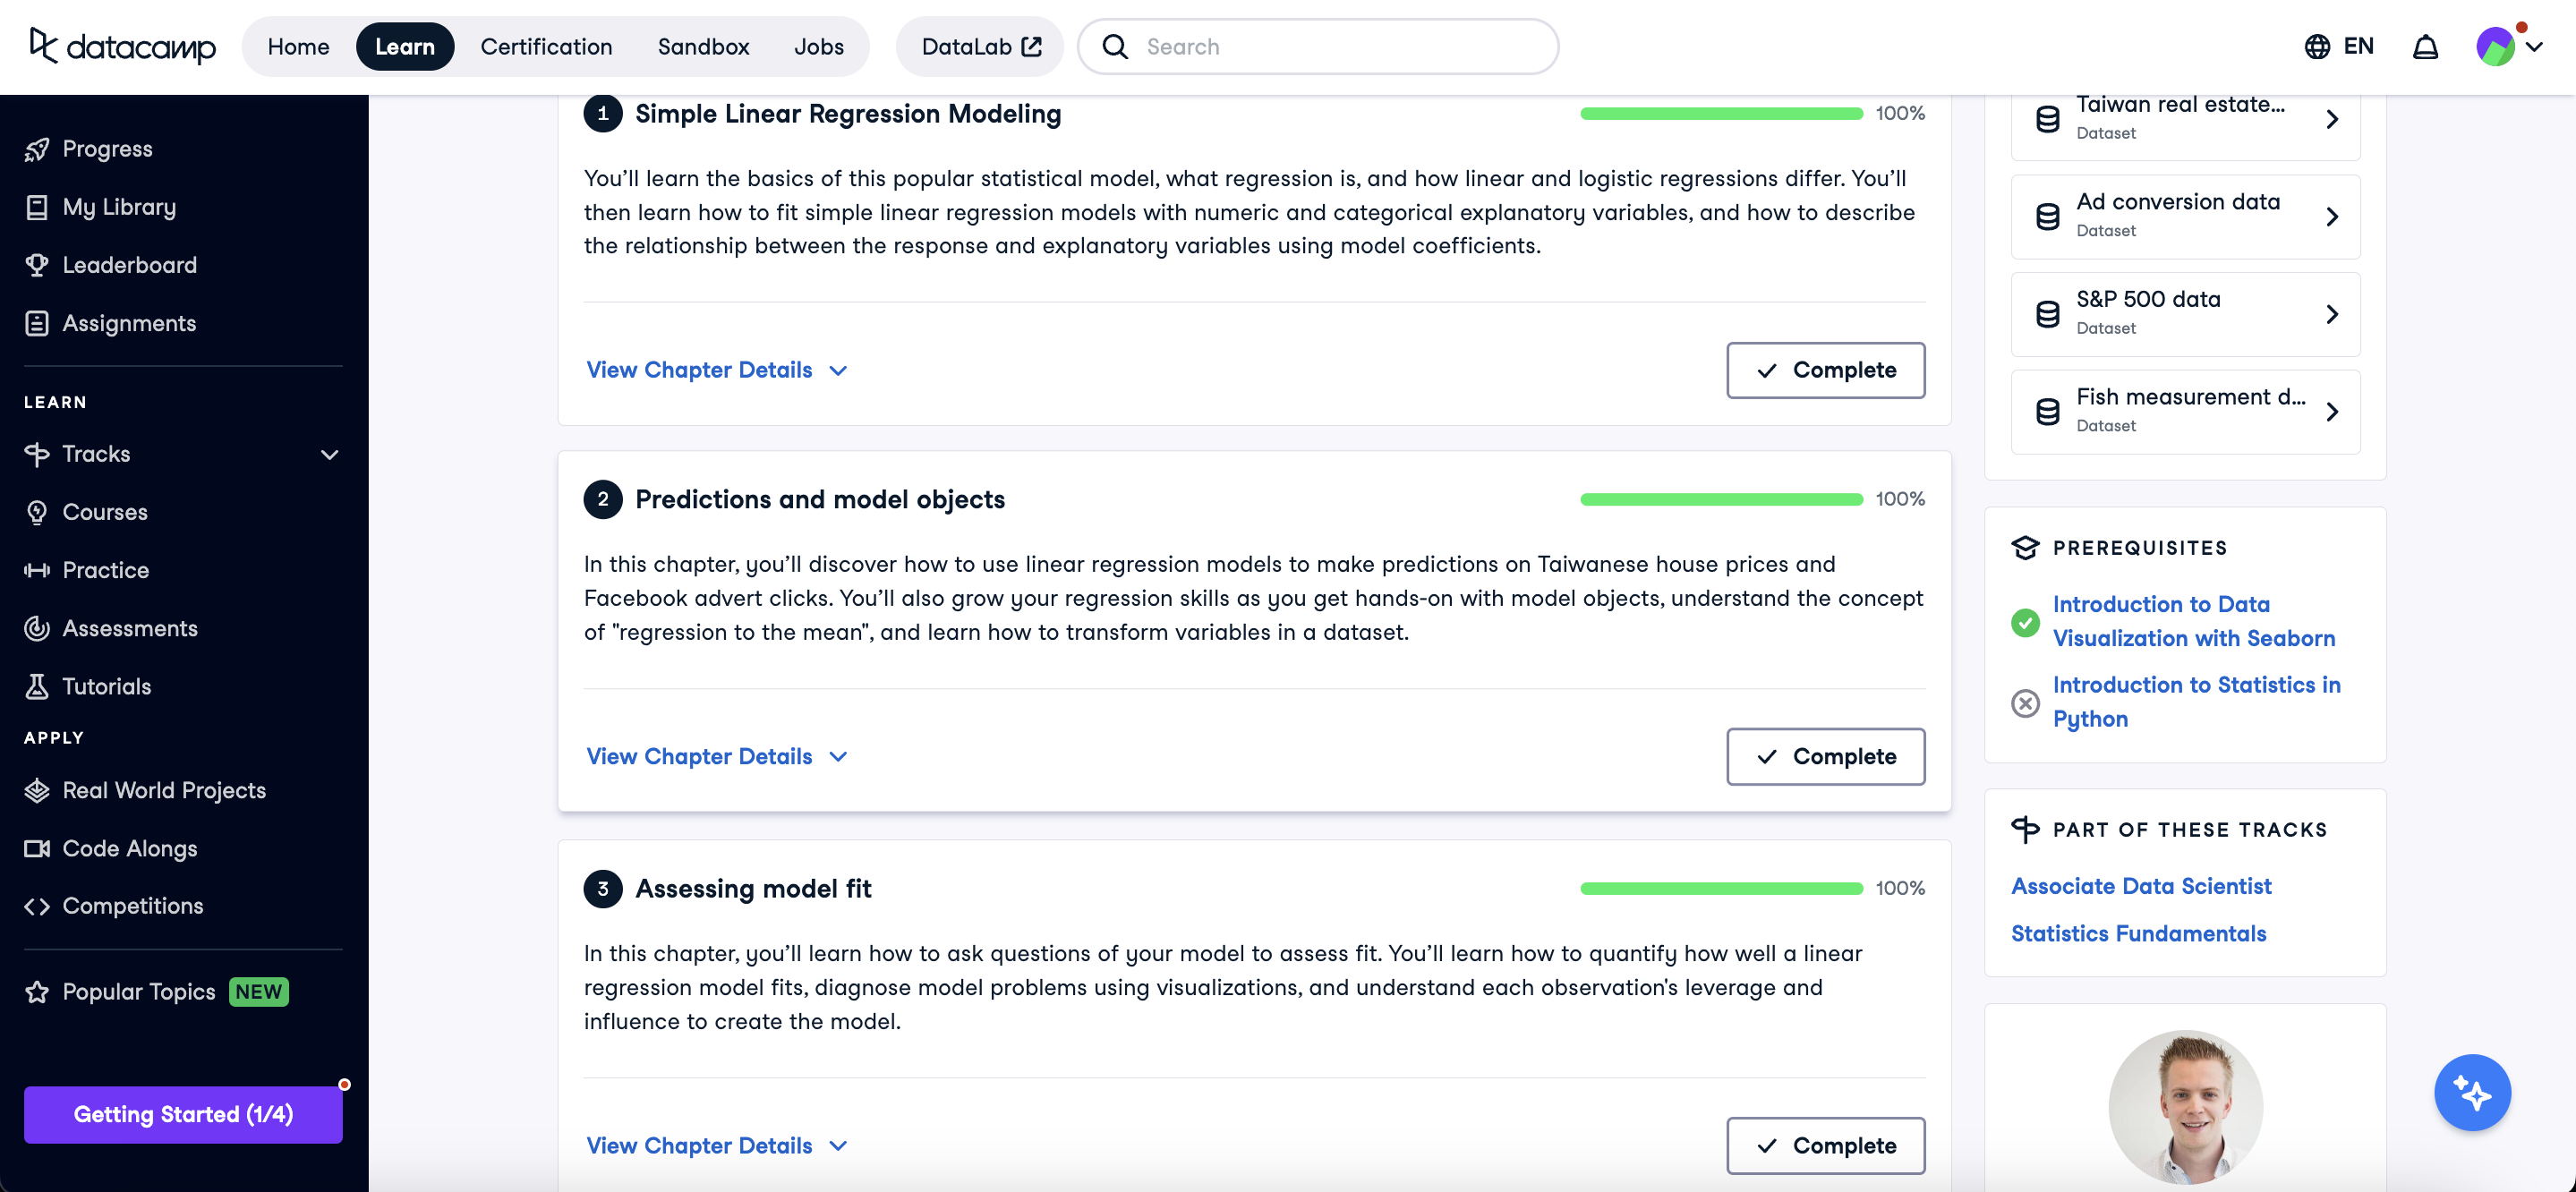 datacamp
Home
Learn
Certification
Sandbox
Jobs
DataLab
Search
EN
Progress
My Library
Leaderboard
Assignments
LEARN
Tracks
Courses
Practice
Assessments
Tutorials
APPLY
Real World Projects
Code Alongs
Competitions
Popular Topics NEW
Getting Started (1/4)
1 Simple Linear Regression Modeling 100%
You’ll learn the basics of this popular statistical model, what regression is, and how linear and logistic regressions differ. You’ll
then learn how to fit simple linear regression models with numeric and categorical explanatory variables, and how to describe
the relationship between the response and explanatory variables using model coefficients.
View Chapter Details
Complete
2 Predictions and model objects 100%
In this chapter, you’ll discover how to use linear regression models to make predictions on Taiwanese house prices and
Facebook advert clicks. You’ll also grow your regression skills as you get hands-on with model objects, understand the concept
of "regression to the mean", and learn how to transform variables in a dataset.
View Chapter Details
Complete
3 Assessing model fit 100%
In this chapter, you’ll learn how to ask questions of your model to assess fit. You’ll learn how to quantify how well a linear
regression model fits, diagnose model problems using visualizations, and understand each observation's leverage and
influence to create the model.
View Chapter Details
Complete
Taiwan real estate...
Dataset
Ad conversion data
Dataset
S&P 500 data
Dataset
Fish measurement d...
Dataset
PREREQUISITES
Introduction to Data
Visualization with Seaborn
Introduction to Statistics in
Python
PART OF THESE TRACKS
Associate Data Scientist
Statistics Fundamentals